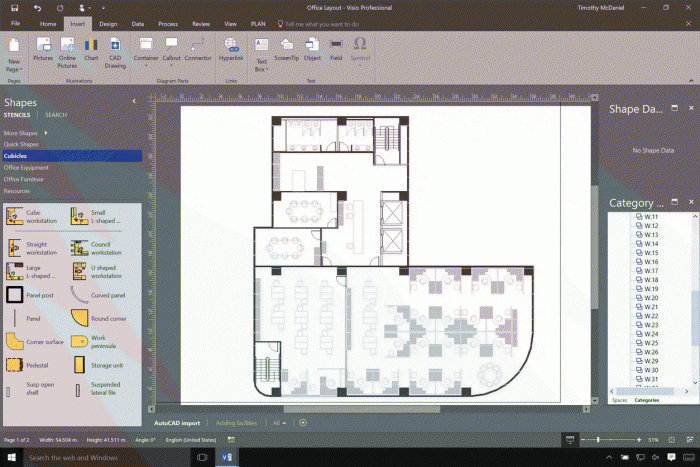 Office Layout - Visio Professional
Timothy McDaniel
File Home Insert Design Data Process Review View PLAN Tell me what you want to do
New Page
Pages
Pictures
Online Pictures
Chart
CAD Drawing
Illustrations
Container
Callout
Connector
Diagram Parts
Hyperlink
Links
Text Box
ScreenTip
Object
Field
Symbol
Text
Shapes
STENCILS SEARCH
More Shapes
Quick Shapes
Cubicles
Office Equipment
Office Furniture
Resources
Cube workstation
Small L-shaped ...
Straight workstation
Council workstation
Large L-shaped ...
U shaped workstation
Panel post
Curved panel
Panel
Round corner
Corner surface
Work peninsula
Pedestal
Storage unit
Susp open shelf
Suspended lateral file
Shape Da...
No Shape Data
Category ...
W.11
W.12
W.13
W.14
W.15
W.16
W.17
W.18
W.19
W.20
W.21
W.22
W.23
W.24
W.25
W.26
W.29
W.30
W.31
Spaces Categories
AutoCAD import Adding facilities All
Page 1 of 2 Width: 54.504 m. Height: 41.511 m. Angle: 0° English (United States)
51%
Search the web and Windows